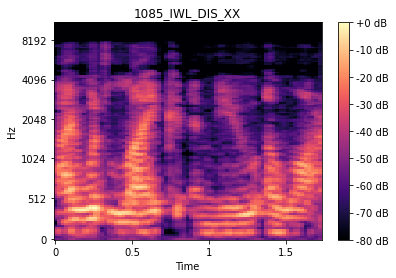 1085_IWL_DIS_XX
+0 dB
8192
-10 dB
4096
-20 dB
-30 dB
2048
-40 dB
Hz
1024
-50 dB
512
-60 dB
-70 dB
0
-80 dB
0
0.5
1
1.5
Time